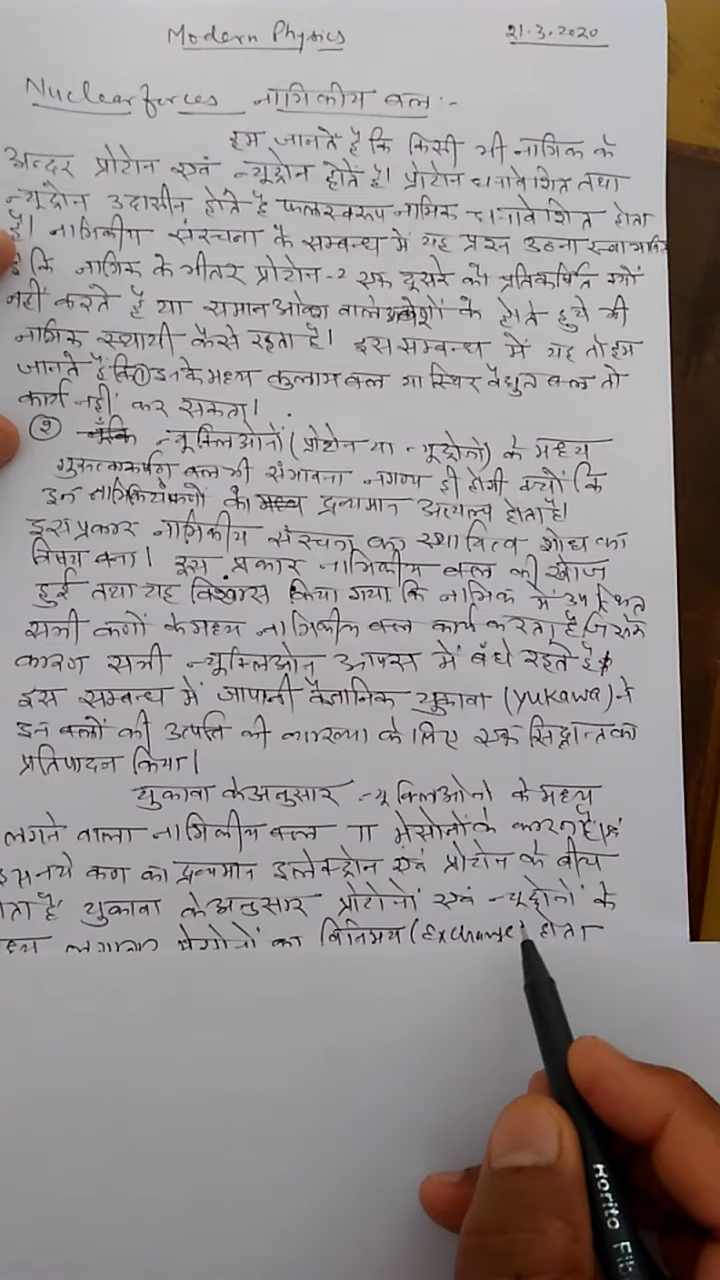 Modern Physics 21.3.2020
Nuclear forces नाभिकीय बल :-
हम जानते है कि किसी भी नाभिक के
अन्दर प्रोटोन एवं न्यूट्रोन होते है। प्रोटोन धनावेशित तथा
न्यूट्रोन उदासीन होते है फलस्वरूप नाभिक धनावेशित होता
है। नाभिकीय संरचना के सम्बन्ध में यह प्रश्न उठना स्वाभाविक
है कि नाभिक के भीतर प्रोटोन-2 एक दूसरे को प्रतिकर्षित क्यों
नहीं करते है या समान आवेश वाले के होते हुये भी
नाभिक स्थायी कैसे रहता है। इस सम्बन्ध में यह तो हम
जानते है कि ① इनके मध्य कुलाम बल या स्थिर वैधुत बल तो
कार्य नहीं कर सकता।
② न्यूक्लिओनों (प्रोटोन या न्यूट्रोनों) के मध्य
गुरूत्वाकर्षण बल की संभावना नगण्य ही होगी क्यों कि
इन का द्रव्यमान अत्यल्प होता है।
इस प्रकार नाभिकीय संरचना का स्थायित्व शोध का
विषय बना। इस प्रकार नाभिकीय बल की खोज
हुई तथा यह विश्वास किया गया कि नाभिक में उपस्थित
सभी कणों के मध्य नाभिकीय बल कार्य करता है जिसके
कारण सभी न्यूक्लिओन आपस में बँधे रहते है
इस सम्बन्ध में जापानी वैज्ञानिक युकावा (Yukawa) ने
इन बलों की उत्पत्ति की व्याख्या के लिए एक सिद्धान्त का
प्रतिपादन किया।
युकावा के अनुसार न्यूक्लिओनों के मध्य
लगने वाला नाभिकीय बल π मेसोनों के कारण है
इस नये कण का द्रव्यमान इलेक्ट्रोन एवं प्रोटोन के बीच
होता है युकावा के अनुसार प्रोटोनों एवं न्यूट्रोनों के
मध्य लगातार मेसोनों का विनिमय (Exchange) होता
Horito Fib